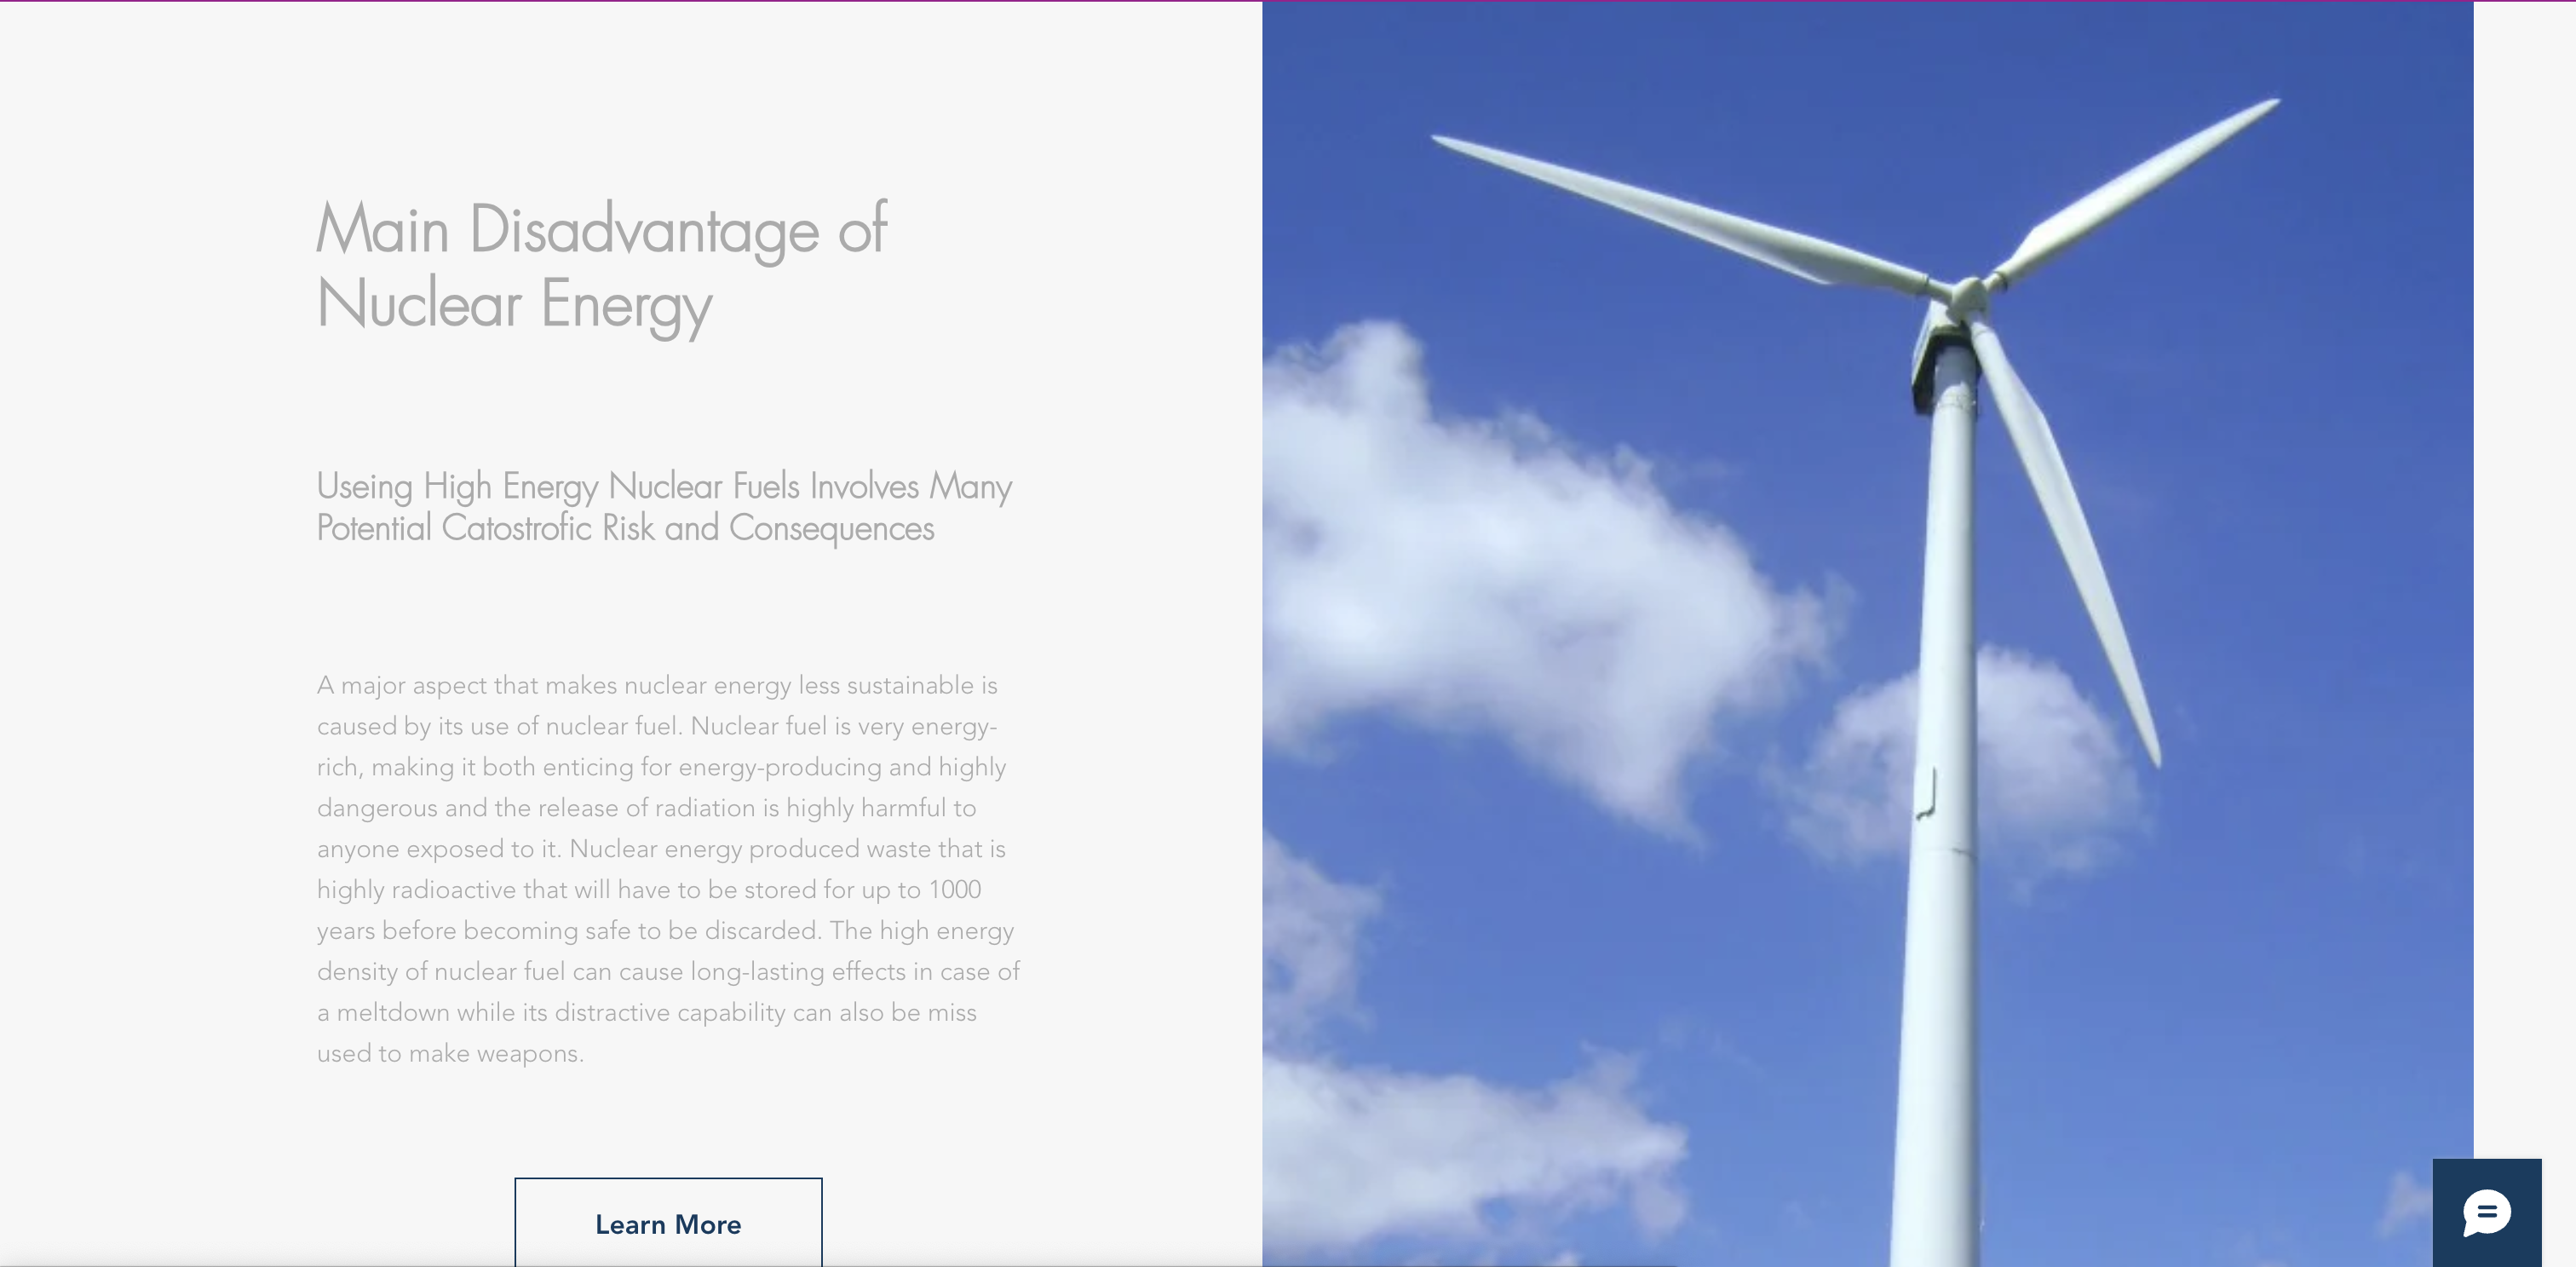 Main Disadvantage of
Nuclear Energy
Useing High Energy Nuclear Fuels Involves Many
Potential Catostrofic Risk and Consequences
A major aspect that makes nuclear energy less sustainable is
caused by its use of nuclear fuel. Nuclear fuel is very energy-
rich, making it both enticing for energy-producing and highly
dangerous and the release of radiation is highly harmful to
anyone exposed to it. Nuclear energy produced waste that is
highly radioactive that will have to be stored for up to 1000
years before becoming safe to be discarded. The high energy
density of nuclear fuel can cause long-lasting effects in case of
a meltdown while its distractive capability can also be miss
used to make weapons.
Learn More